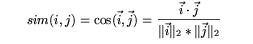 $sim(i, j) = \cos(\vec{i}, \vec{j}) = \frac{\vec{i} \cdot \vec{j}}{\|\vec{i}\|_2 * \|\vec{j}\|_2}$